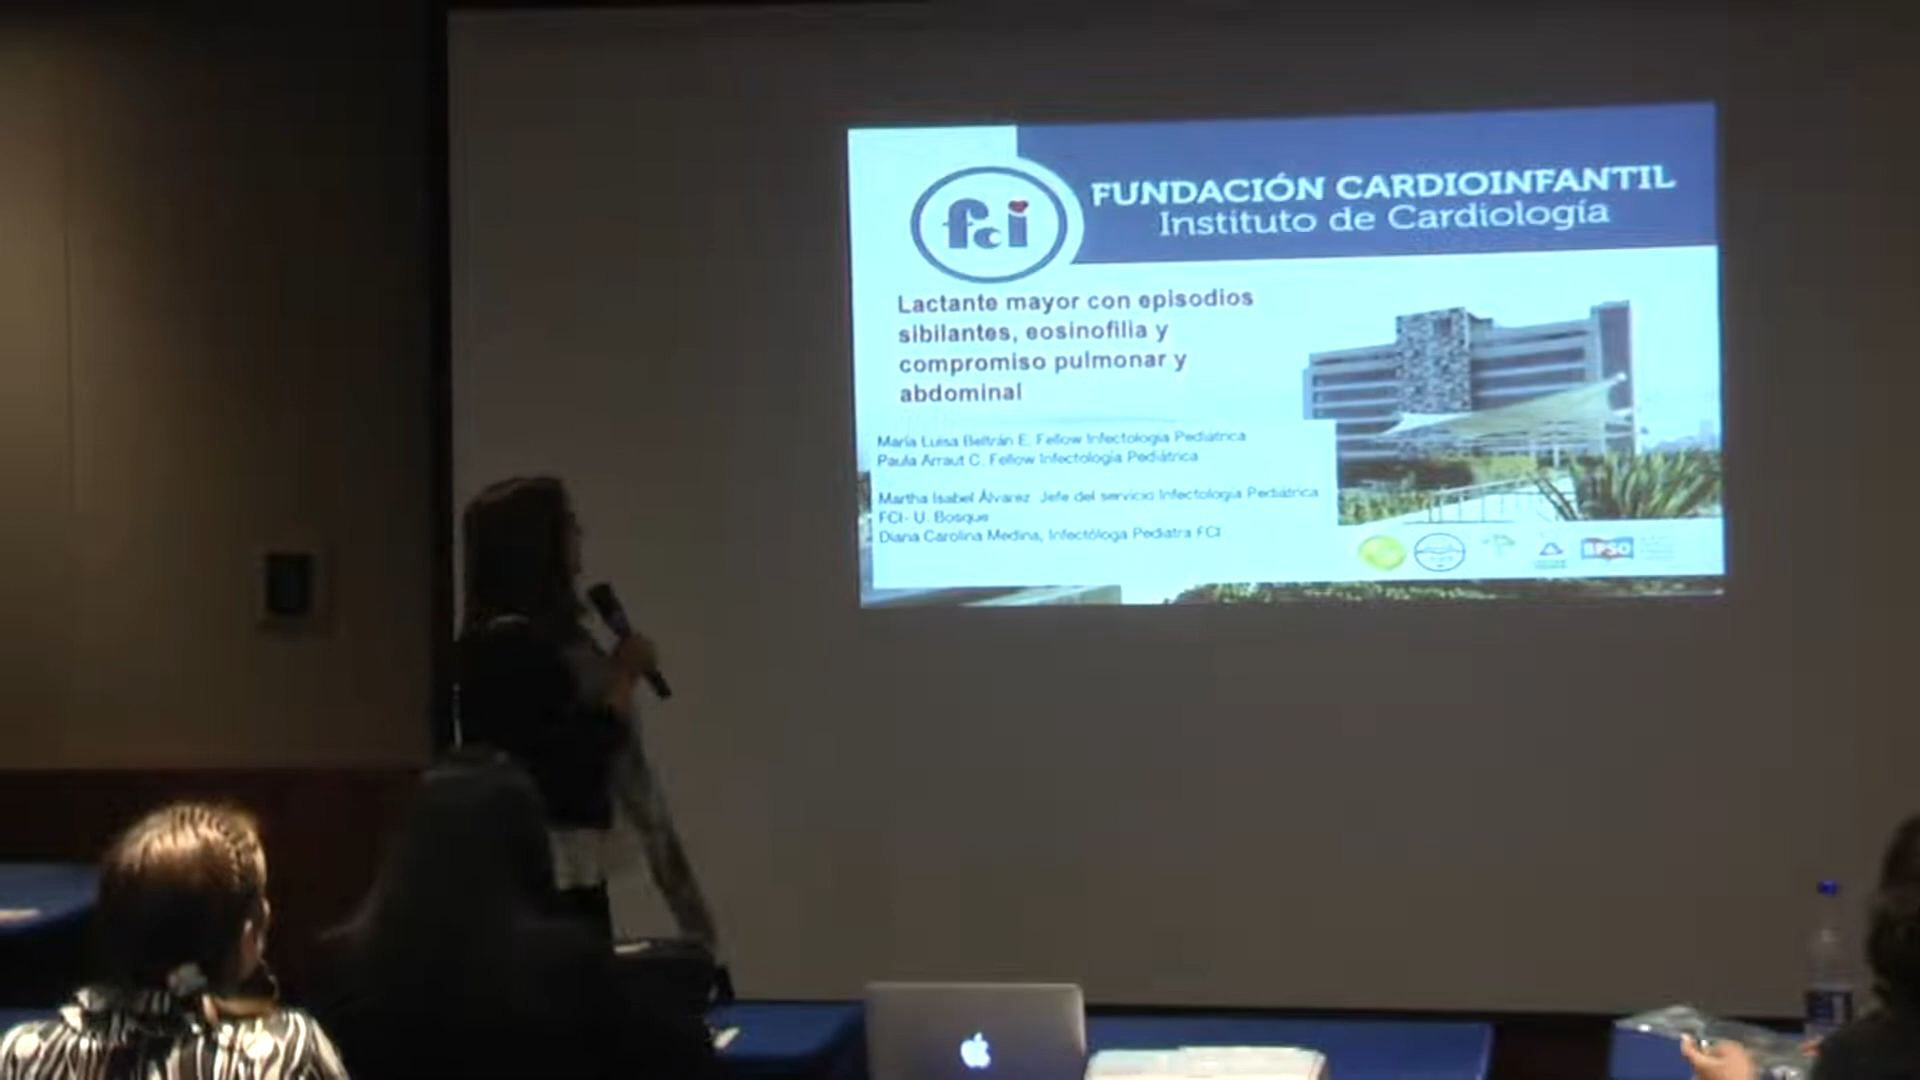 fci
FUNDACIÓN CARDIOINFANTIL
Instituto de Cardiología
Lactante mayor con episodios
sibilantes, eosinofilia y
compromiso pulmonar y
abdominal
María Luisa Beltrán E. Fellow Infectología Pediátrica
Paula Arraut C. Fellow Infectología Pediátrica
Martha Isabel Álvarez. Jefe del servicio Infectología Pediátrica
FCI- U. Bosque
Diana Carolina Medina, Infectóloga Pediatra FCI
BPSO